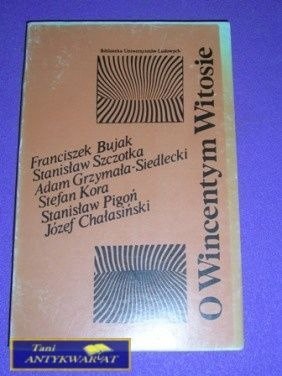 Biblioteka Uniwersytetów Ludowych
Franciszek Bujak
Stanisław Szczotka
Adam Grzymała-Siedlecki
Stefan Kora
Stanisław Pigoń
Józef Chałasiński
O Wincentym Witosie
Tani
ANTYKWARIAT